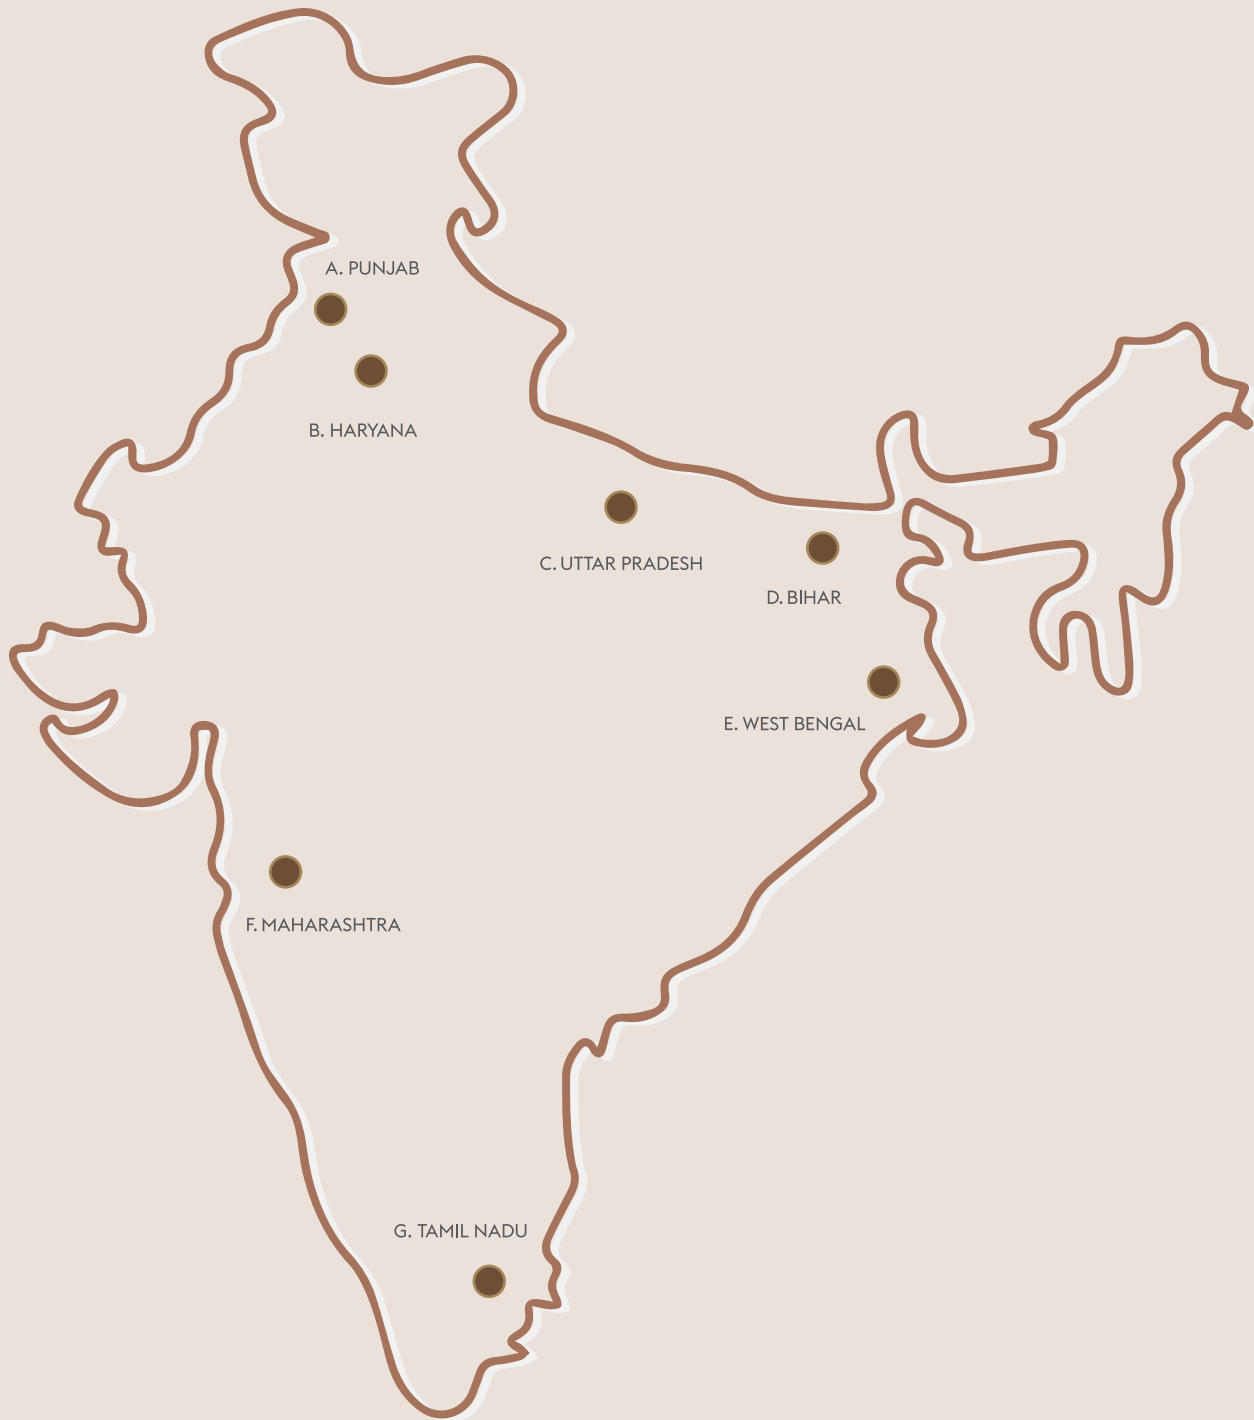 A. PUNJAB
B. HARYANA
C. UTTAR PRADESH
D. BIHAR
E. WEST BENGAL
F. MAHARASHTRA
G. TAMIL NADU